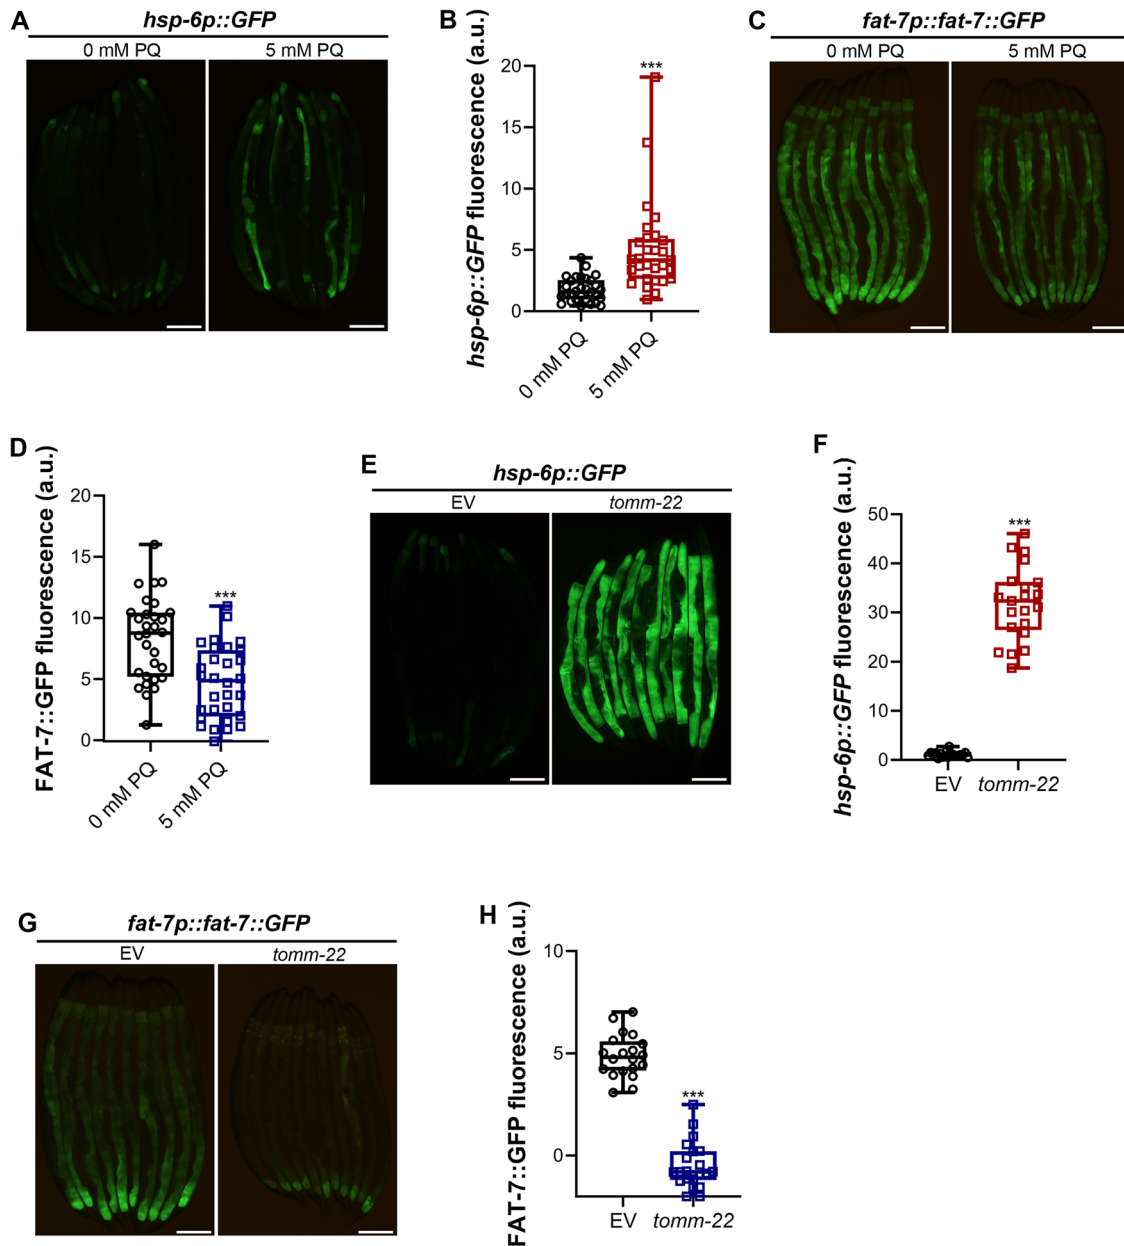 A
hsp-6p::GFP
0 mM PQ
5 mM PQ
B
hsp-6p::GFP fluorescence (a.u.)
20
15
10
5
0
***
0 mM PQ
5 mM PQ
C
fat-7p::fat-7::GFP
0 mM PQ
5 mM PQ
D
FAT-7::GFP fluorescence (a.u.)
20
15
10
5
0
***
0 mM PQ
5 mM PQ
E
hsp-6p::GFP
EV
tomm-22
F
hsp-6p::GFP fluorescence (a.u.)
50
40
30
20
10
0
***
EV
tomm-22
G
fat-7p::fat-7::GFP
EV
tomm-22
H
FAT-7::GFP fluorescence (a.u.)
10
5
0
***
EV
tomm-22